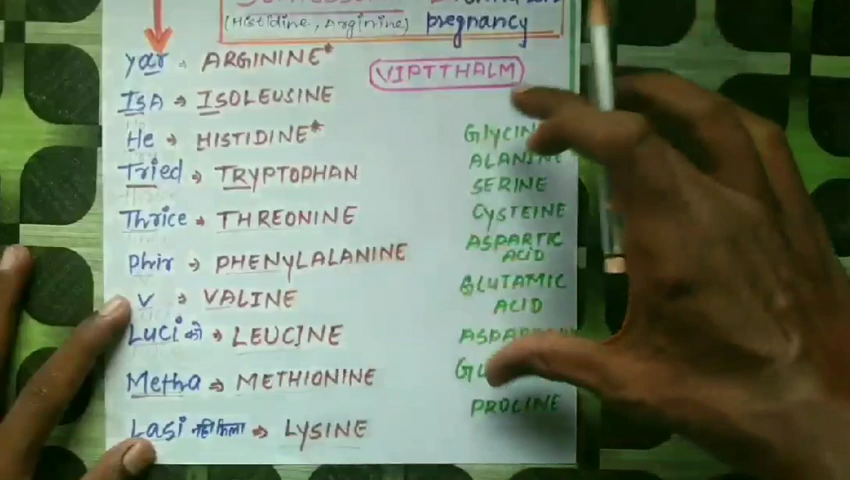 (Histidine, Arginine) pregnancy
yar → ARGININE*
VIPTTHALM
IsA → ISOLEUSINE
He → HISTIDINE*
Tried → TRYPTOPHAN
Thrice → THREONINE
Phir → PHENYLALANINE
V → VALINE
Luci को → LEUCINE
Metha → METHIONINE
Lasi नहीं मिला → LYSINE
ALANINE
SERINE
CYSTEINE
ASPARTIC
ACID
GLUTAMIC
ACID
PROLINE